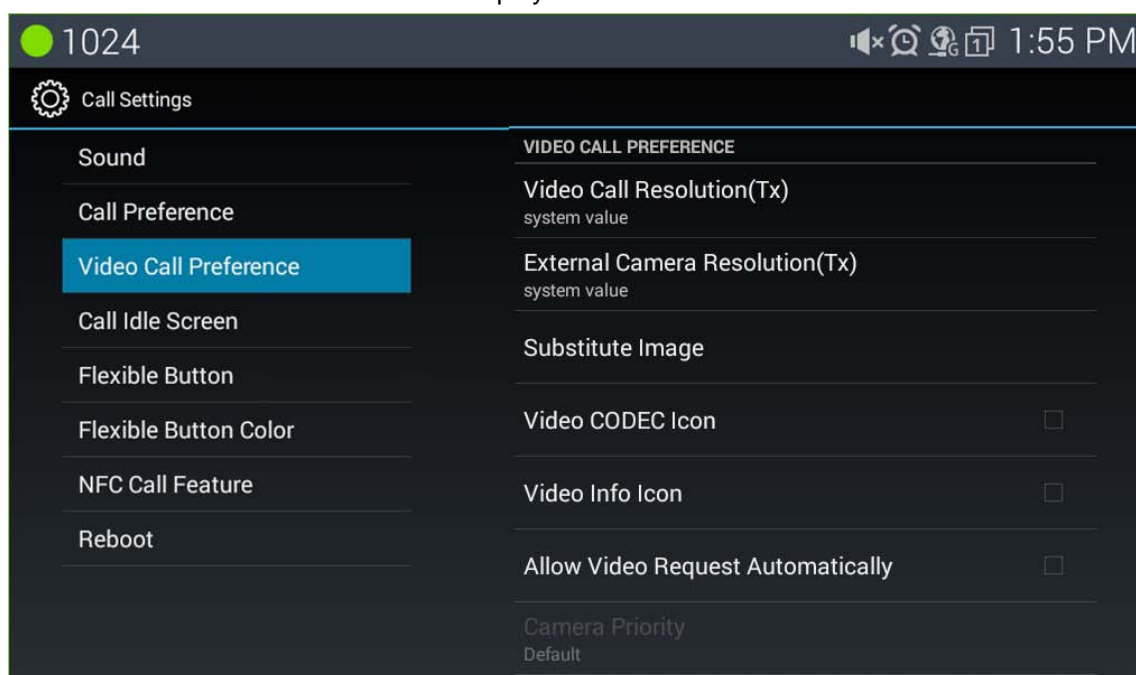 1024
1 1:55 PM
Call Settings
Sound
Call Preference
Video Call Preference
Call Idle Screen
Flexible Button
Flexible Button Color
NFC Call Feature
Reboot
VIDEO CALL PREFERENCE
Video Call Resolution(Tx)
system value
External Camera Resolution(Tx)
system value
Substitute Image
Video CODEC Icon
Video Info Icon
Allow Video Request Automatically
Camera Priority
Default